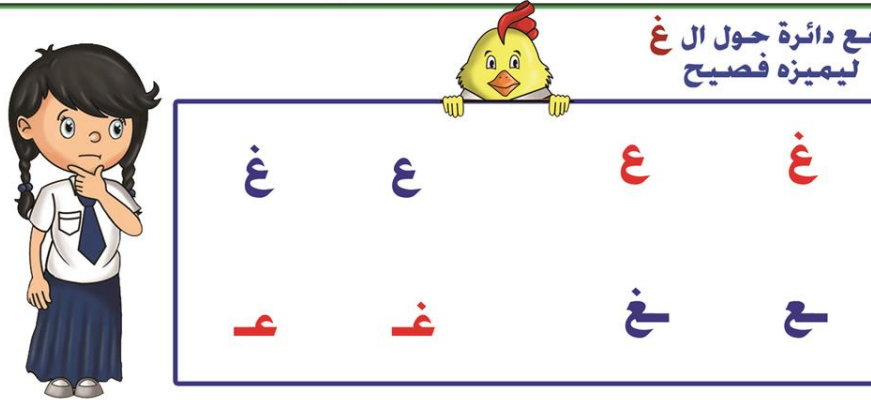 دائرة حول ال غ
ليميزه فصيح
غ ع ع غ
ـع ـغ غـ عـ